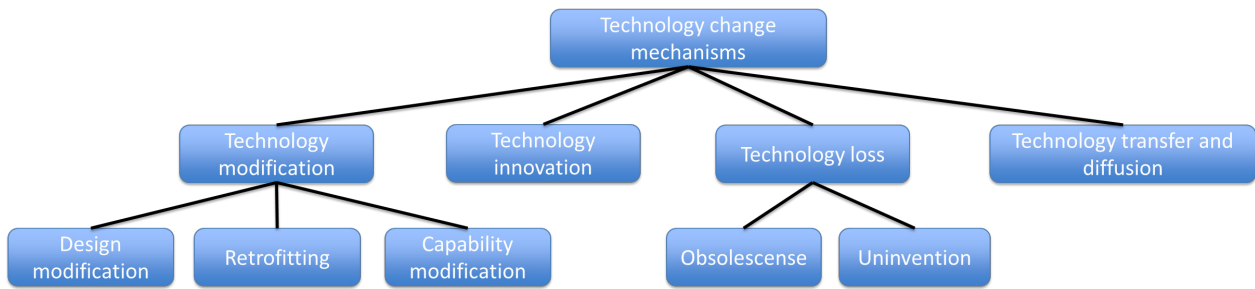 Technology change
mechanisms
Technology
modification
Technology
innovation
Technology loss
Technology transfer and
diffusion
Design
modification
Retrofitting
Capability
modification
Obsolescense
Uninvention